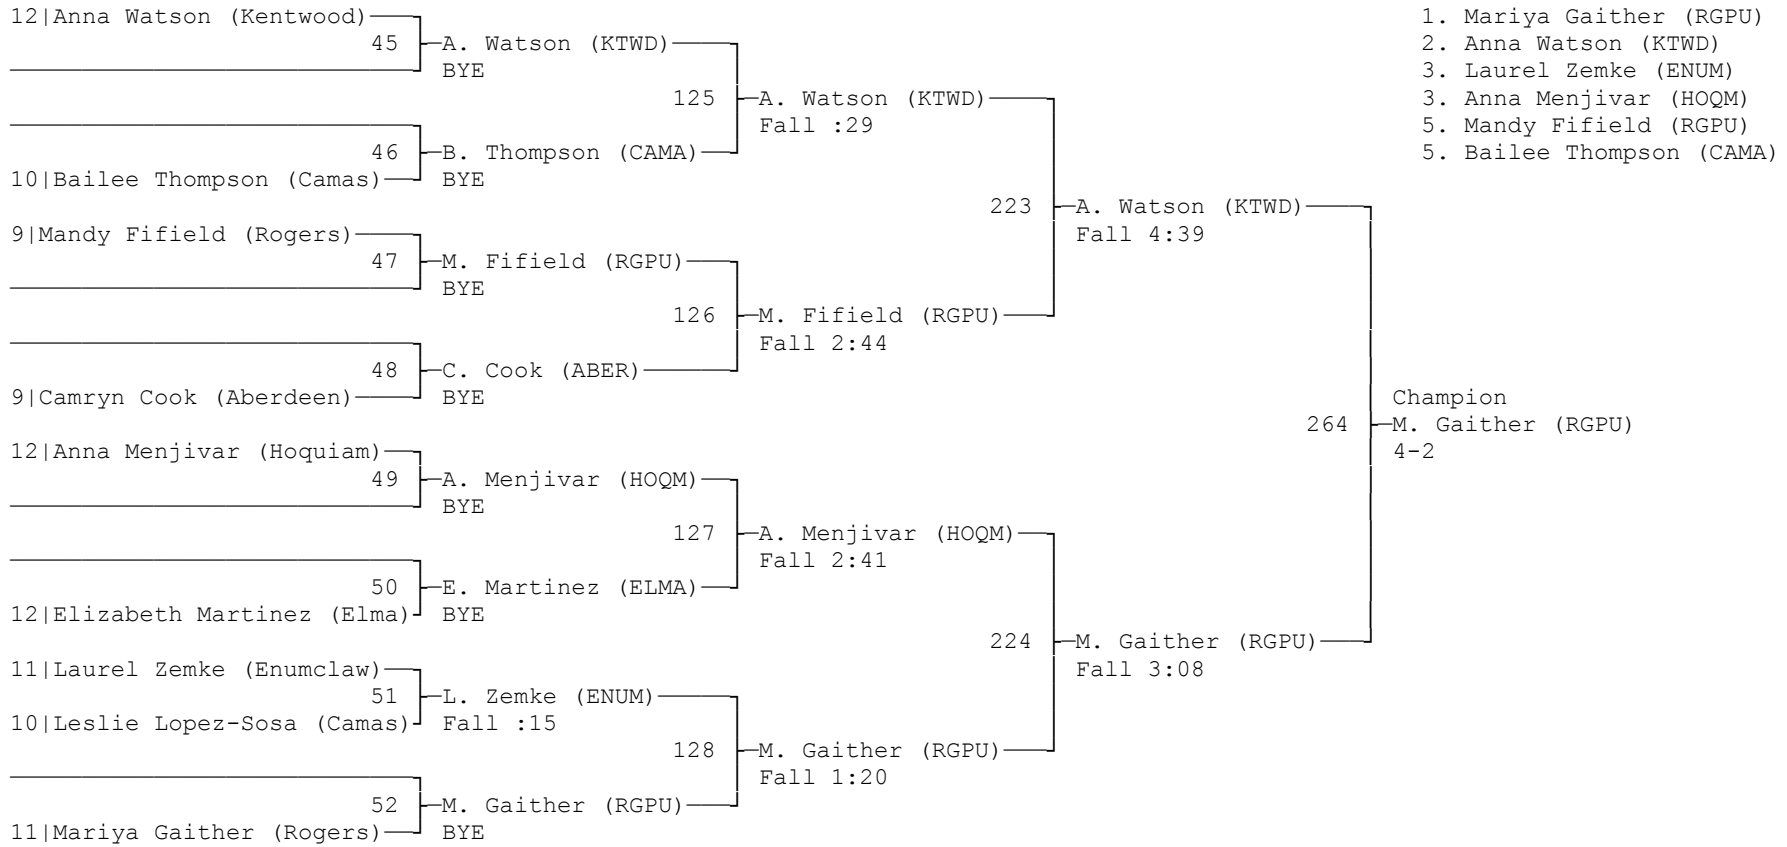 12|Anna Watson (Kentwood)
45 A. Watson (KTWD)
BYE
125 A. Watson (KTWD)
Fall :29
46 B. Thompson (CAMA)
10|Bailee Thompson (Camas) BYE
223 A. Watson (KTWD)
Fall 4:39
9|Mandy Fifield (Rogers)
47 M. Fifield (RGPU)
BYE
126 M. Fifield (RGPU)
Fall 2:44
48 C. Cook (ABER)
9|Camryn Cook (Aberdeen) BYE
Champion
264 M. Gaither (RGPU)
4-2
12|Anna Menjivar (Hoquiam)
49 A. Menjivar (HOQM)
BYE
127 A. Menjivar (HOQM)
Fall 2:41
50 E. Martinez (ELMA)
12|Elizabeth Martinez (Elma) BYE
224 M. Gaither (RGPU)
Fall 3:08
11|Laurel Zemke (Enumclaw)
51 L. Zemke (ENUM)
10|Leslie Lopez-Sosa (Camas) Fall :15
128 M. Gaither (RGPU)
Fall 1:20
52 M. Gaither (RGPU)
11|Mariya Gaither (Rogers) BYE
1. Mariya Gaither (RGPU)
2. Anna Watson (KTWD)
3. Laurel Zemke (ENUM)
3. Anna Menjivar (HOQM)
5. Mandy Fifield (RGPU)
5. Bailee Thompson (CAMA)